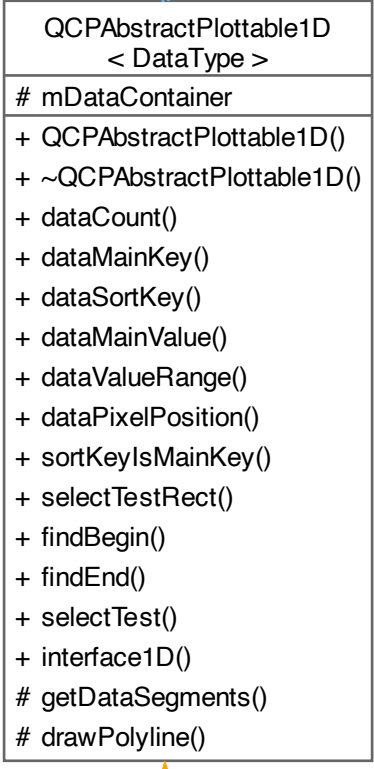 QCPAbstractPlottable1D
< DataType >
# mDataContainer
+ QCPAbstractPlottable1D()
+ ~QCPAbstractPlottable1D()
+ dataCount()
+ dataMainKey()
+ dataSortKey()
+ dataMainValue()
+ dataValueRange()
+ dataPixelPosition()
+ sortKeyIsMainKey()
+ selectTestRect()
+ findBegin()
+ findEnd()
+ selectTest()
+ interface1D()
# getDataSegments()
# drawPolyline()